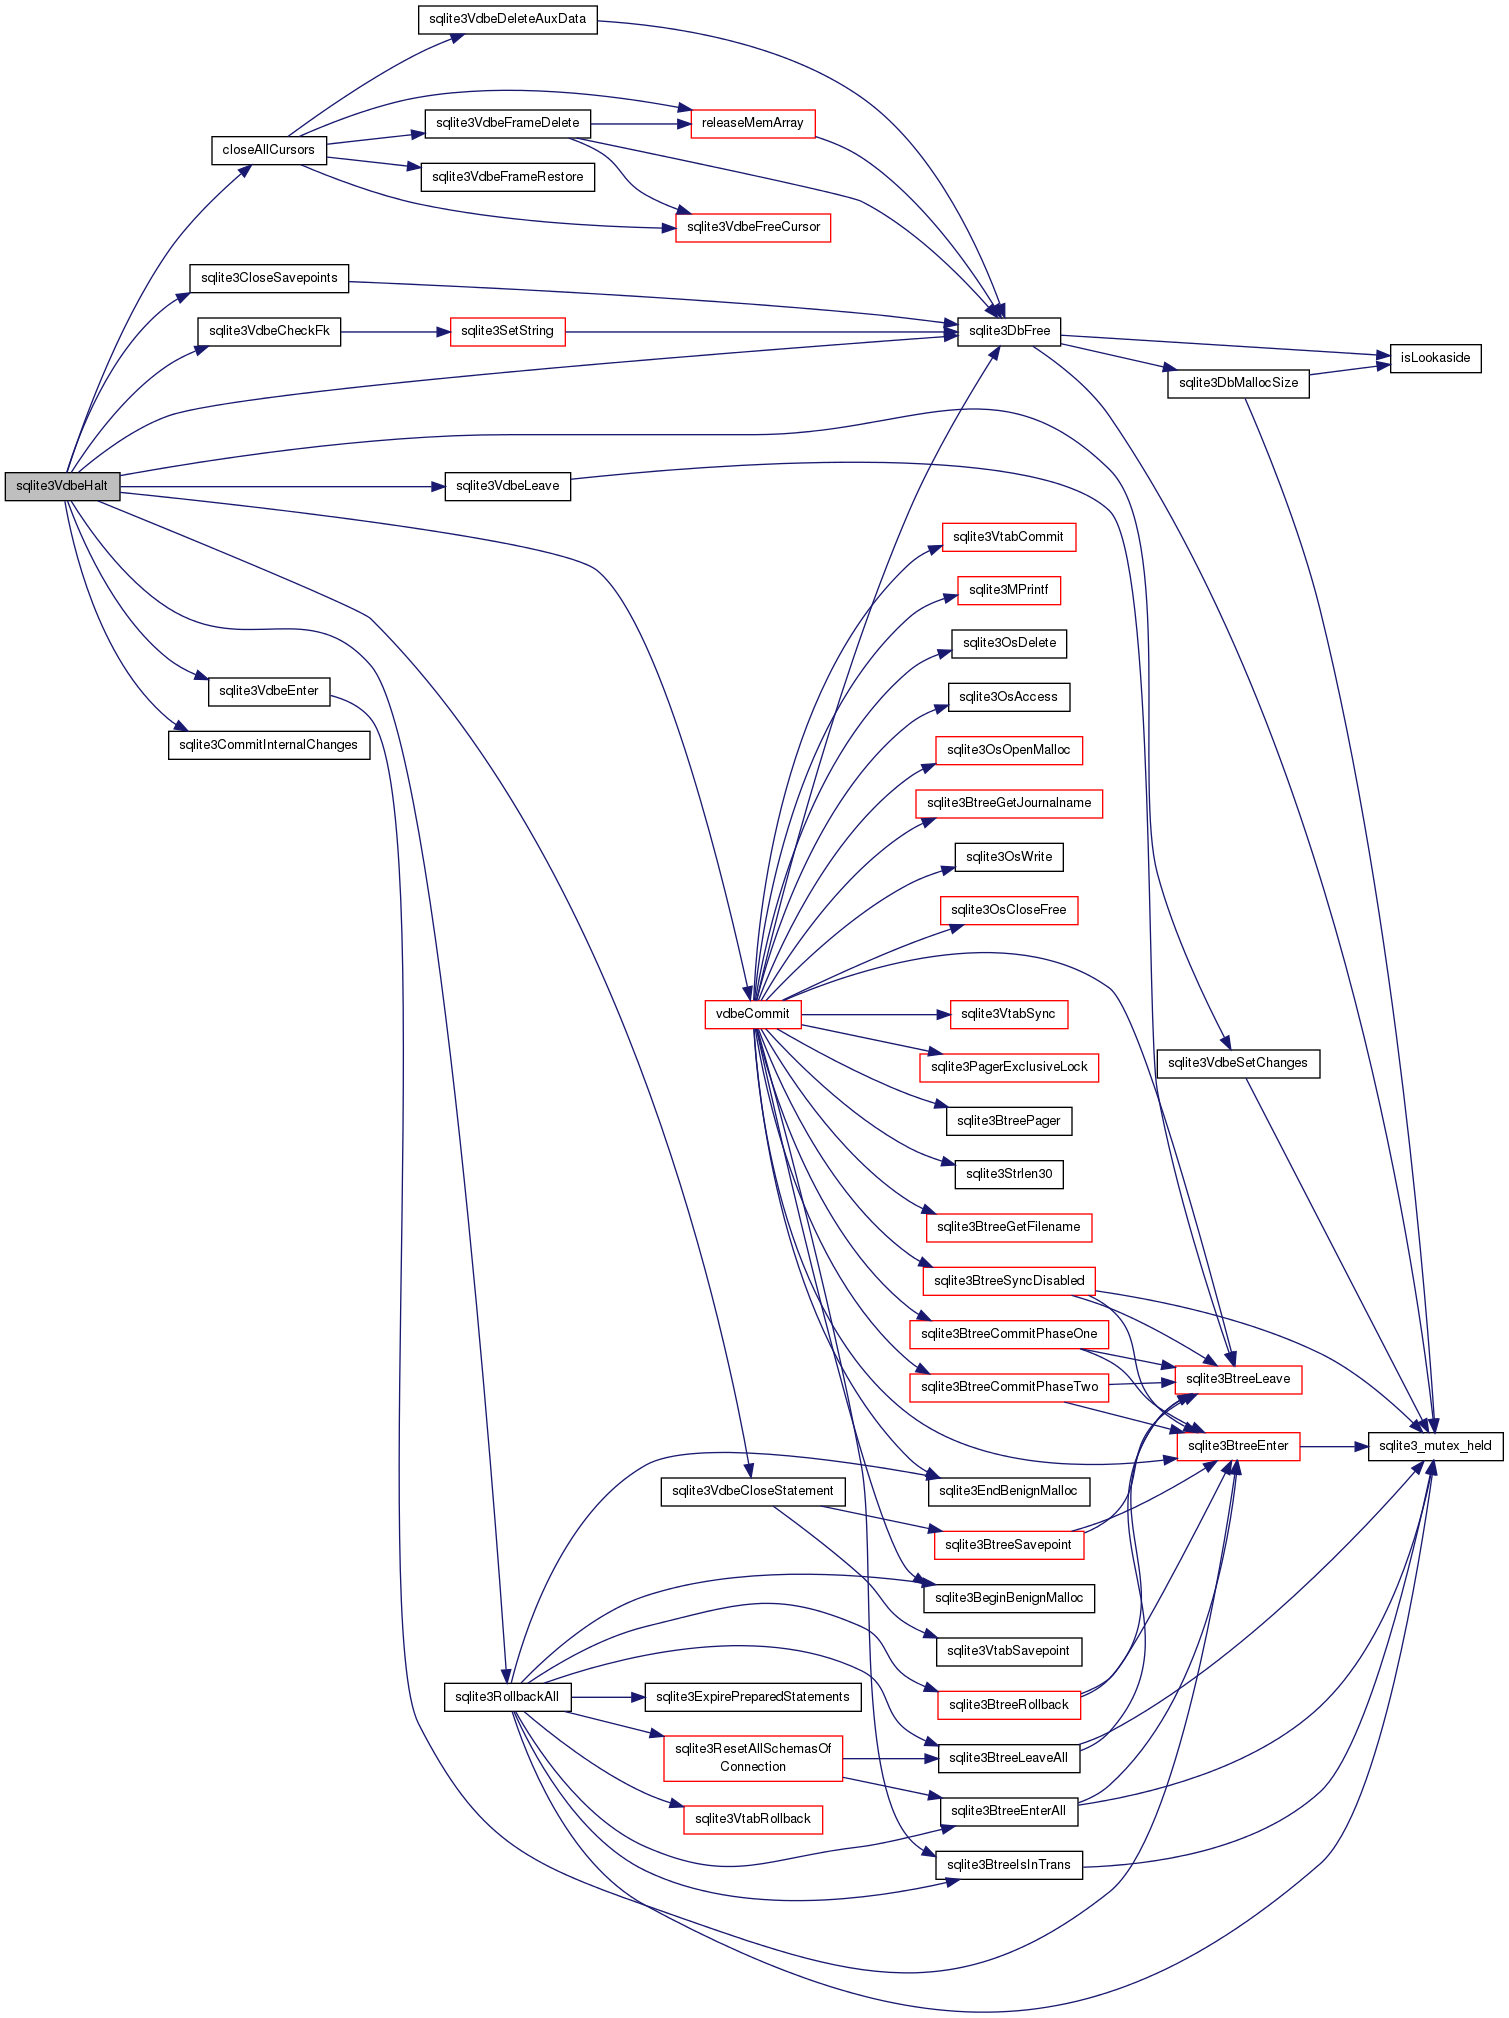 sqlite3VdbeDeleteAuxData
releaseMemArray
sqlite3VdbeFrameDelete
closeAllCursors
sqlite3VdbeFrameRestore
sqlite3VdbeFreeCursor
sqlite3CloseSavepoints
sqlite3VdbeCheckFk
sqlite3SetString
sqlite3DbFree
isLookaside
sqlite3DbMallocSize
sqlite3VdbeHalt
sqlite3VdbeLeave
sqlite3VtabCommit
sqlite3MPrintf
sqlite3OsDelete
sqlite3VdbeEnter
sqlite3OsAccess
sqlite3CommitInternalChanges
sqlite3OsOpenMalloc
sqlite3BtreeGetJournalname
sqlite3OsWrite
sqlite3OsCloseFree
vdbeCommit
sqlite3VtabSync
sqlite3PagerExclusiveLock
sqlite3VdbeSetChanges
sqlite3BtreePager
sqlite3Strlen30
sqlite3BtreeGetFilename
sqlite3BtreeSyncDisabled
sqlite3BtreeCommitPhaseOne
sqlite3BtreeCommitPhaseTwo
sqlite3BtreeLeave
sqlite3BtreeEnter
sqlite3_mutex_held
sqlite3VdbeCloseStatement
sqlite3EndBenignMalloc
sqlite3BtreeSavepoint
sqlite3BeginBenignMalloc
sqlite3VtabSavepoint
sqlite3RollbackAll
sqlite3ExpirePreparedStatements
sqlite3BtreeRollback
sqlite3ResetAllSchemasOf
Connection
sqlite3BtreeLeaveAll
sqlite3VtabRollback
sqlite3BtreeEnterAll
sqlite3BtreeIsInTrans